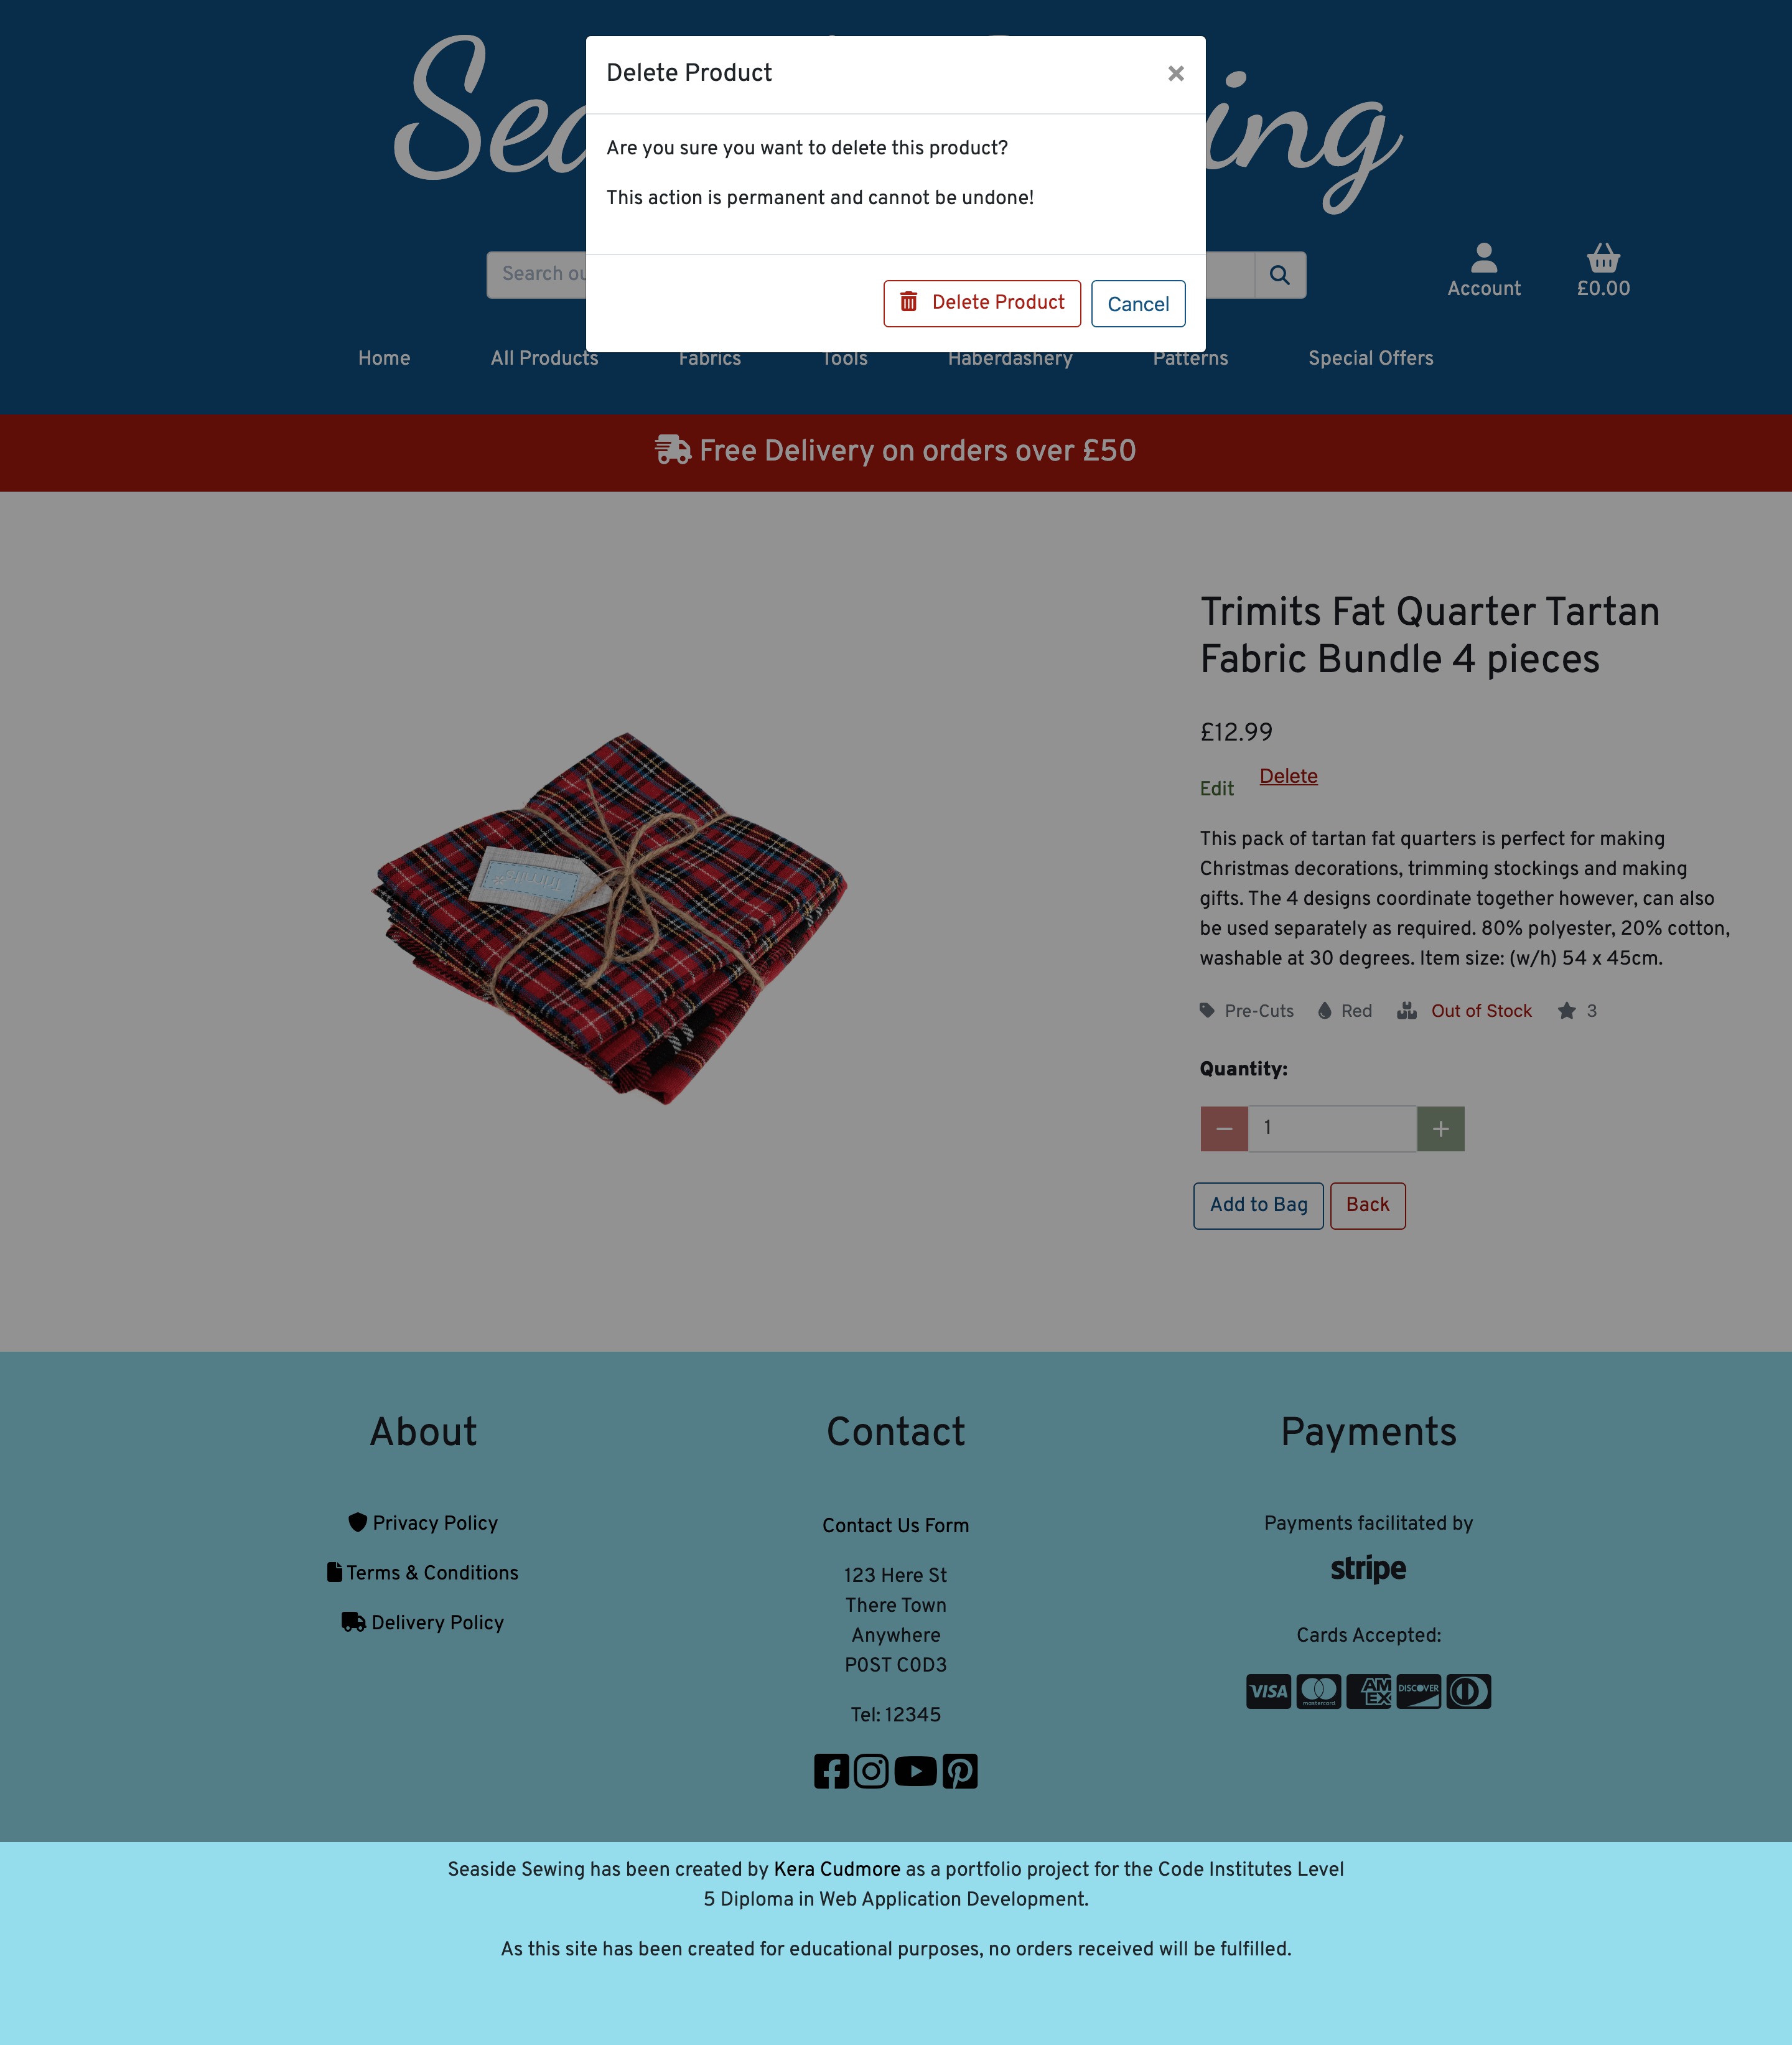 Delete Product
×
Are you sure you want to delete this product?
This action is permanent and cannot be undone!
Delete Product
Cancel
Sea ing
Search ou
Account
£0.00
Home
All Products
Fabrics
Tools
Haberdashery
Patterns
Special Offers
Free Delivery on orders over £50
Trimits Fat Quarter Tartan
Fabric Bundle 4 pieces
£12.99
Edit
Delete
This pack of tartan fat quarters is perfect for making
Christmas decorations, trimming stockings and making
gifts. The 4 designs coordinate together however, can also
be used separately as required. 80% polyester, 20% cotton,
washable at 30 degrees. Item size: (w/h) 54 x 45cm.
Pre-Cuts
Red
Out of Stock
3
Quantity:
1
Add to Bag
Back
Trimits
About
Privacy Policy
Terms & Conditions
Delivery Policy
Contact
Contact Us Form
123 Here St
There Town
Anywhere
P0ST C0D3
Tel: 12345
Payments
Payments facilitated by
stripe
Cards Accepted:
VISA
mastercard
AM
EX
DISCOVER
Seaside Sewing has been created by Kera Cudmore as a portfolio project for the Code Institutes Level
5 Diploma in Web Application Development.
As this site has been created for educational purposes, no orders received will be fulfilled.